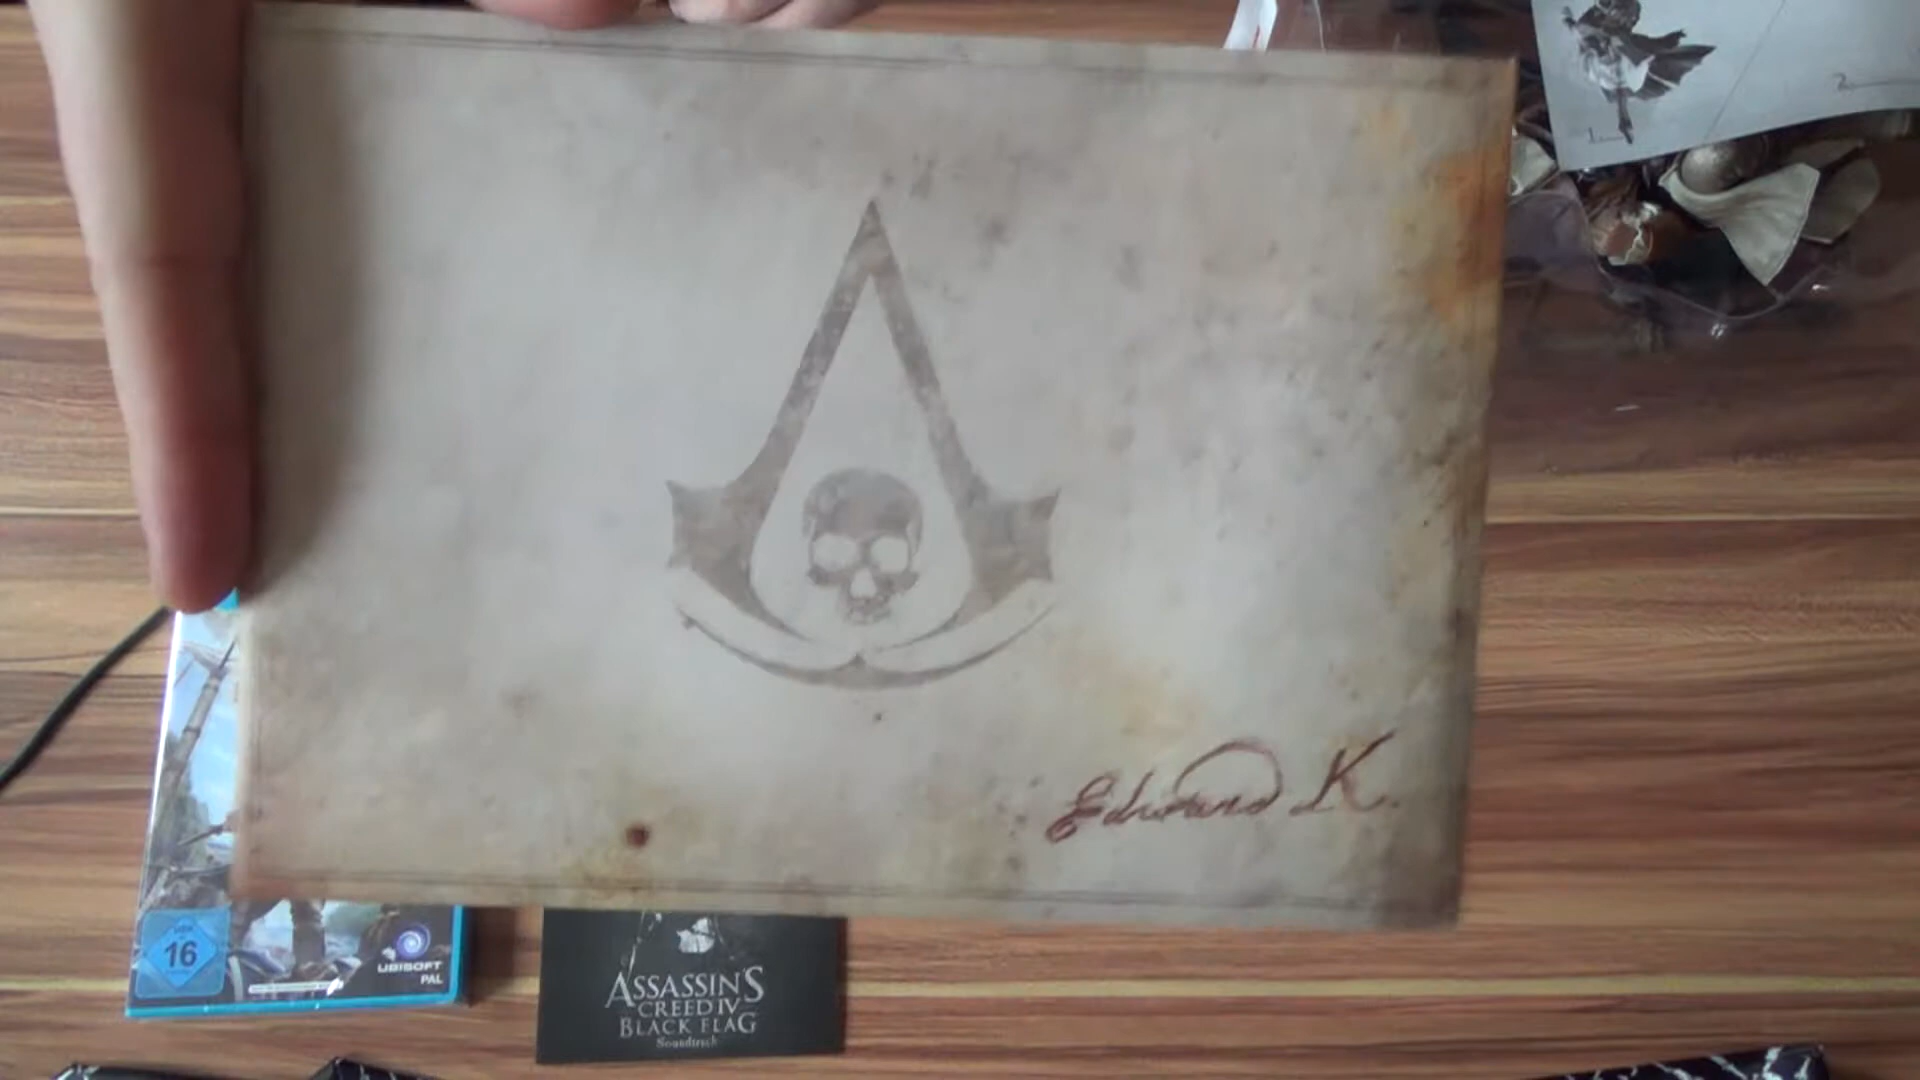 Edward K.
16
UBISOFT
PAL
ASSASSIN'S
CREED IV
BLACK FLAG
Soundtrack